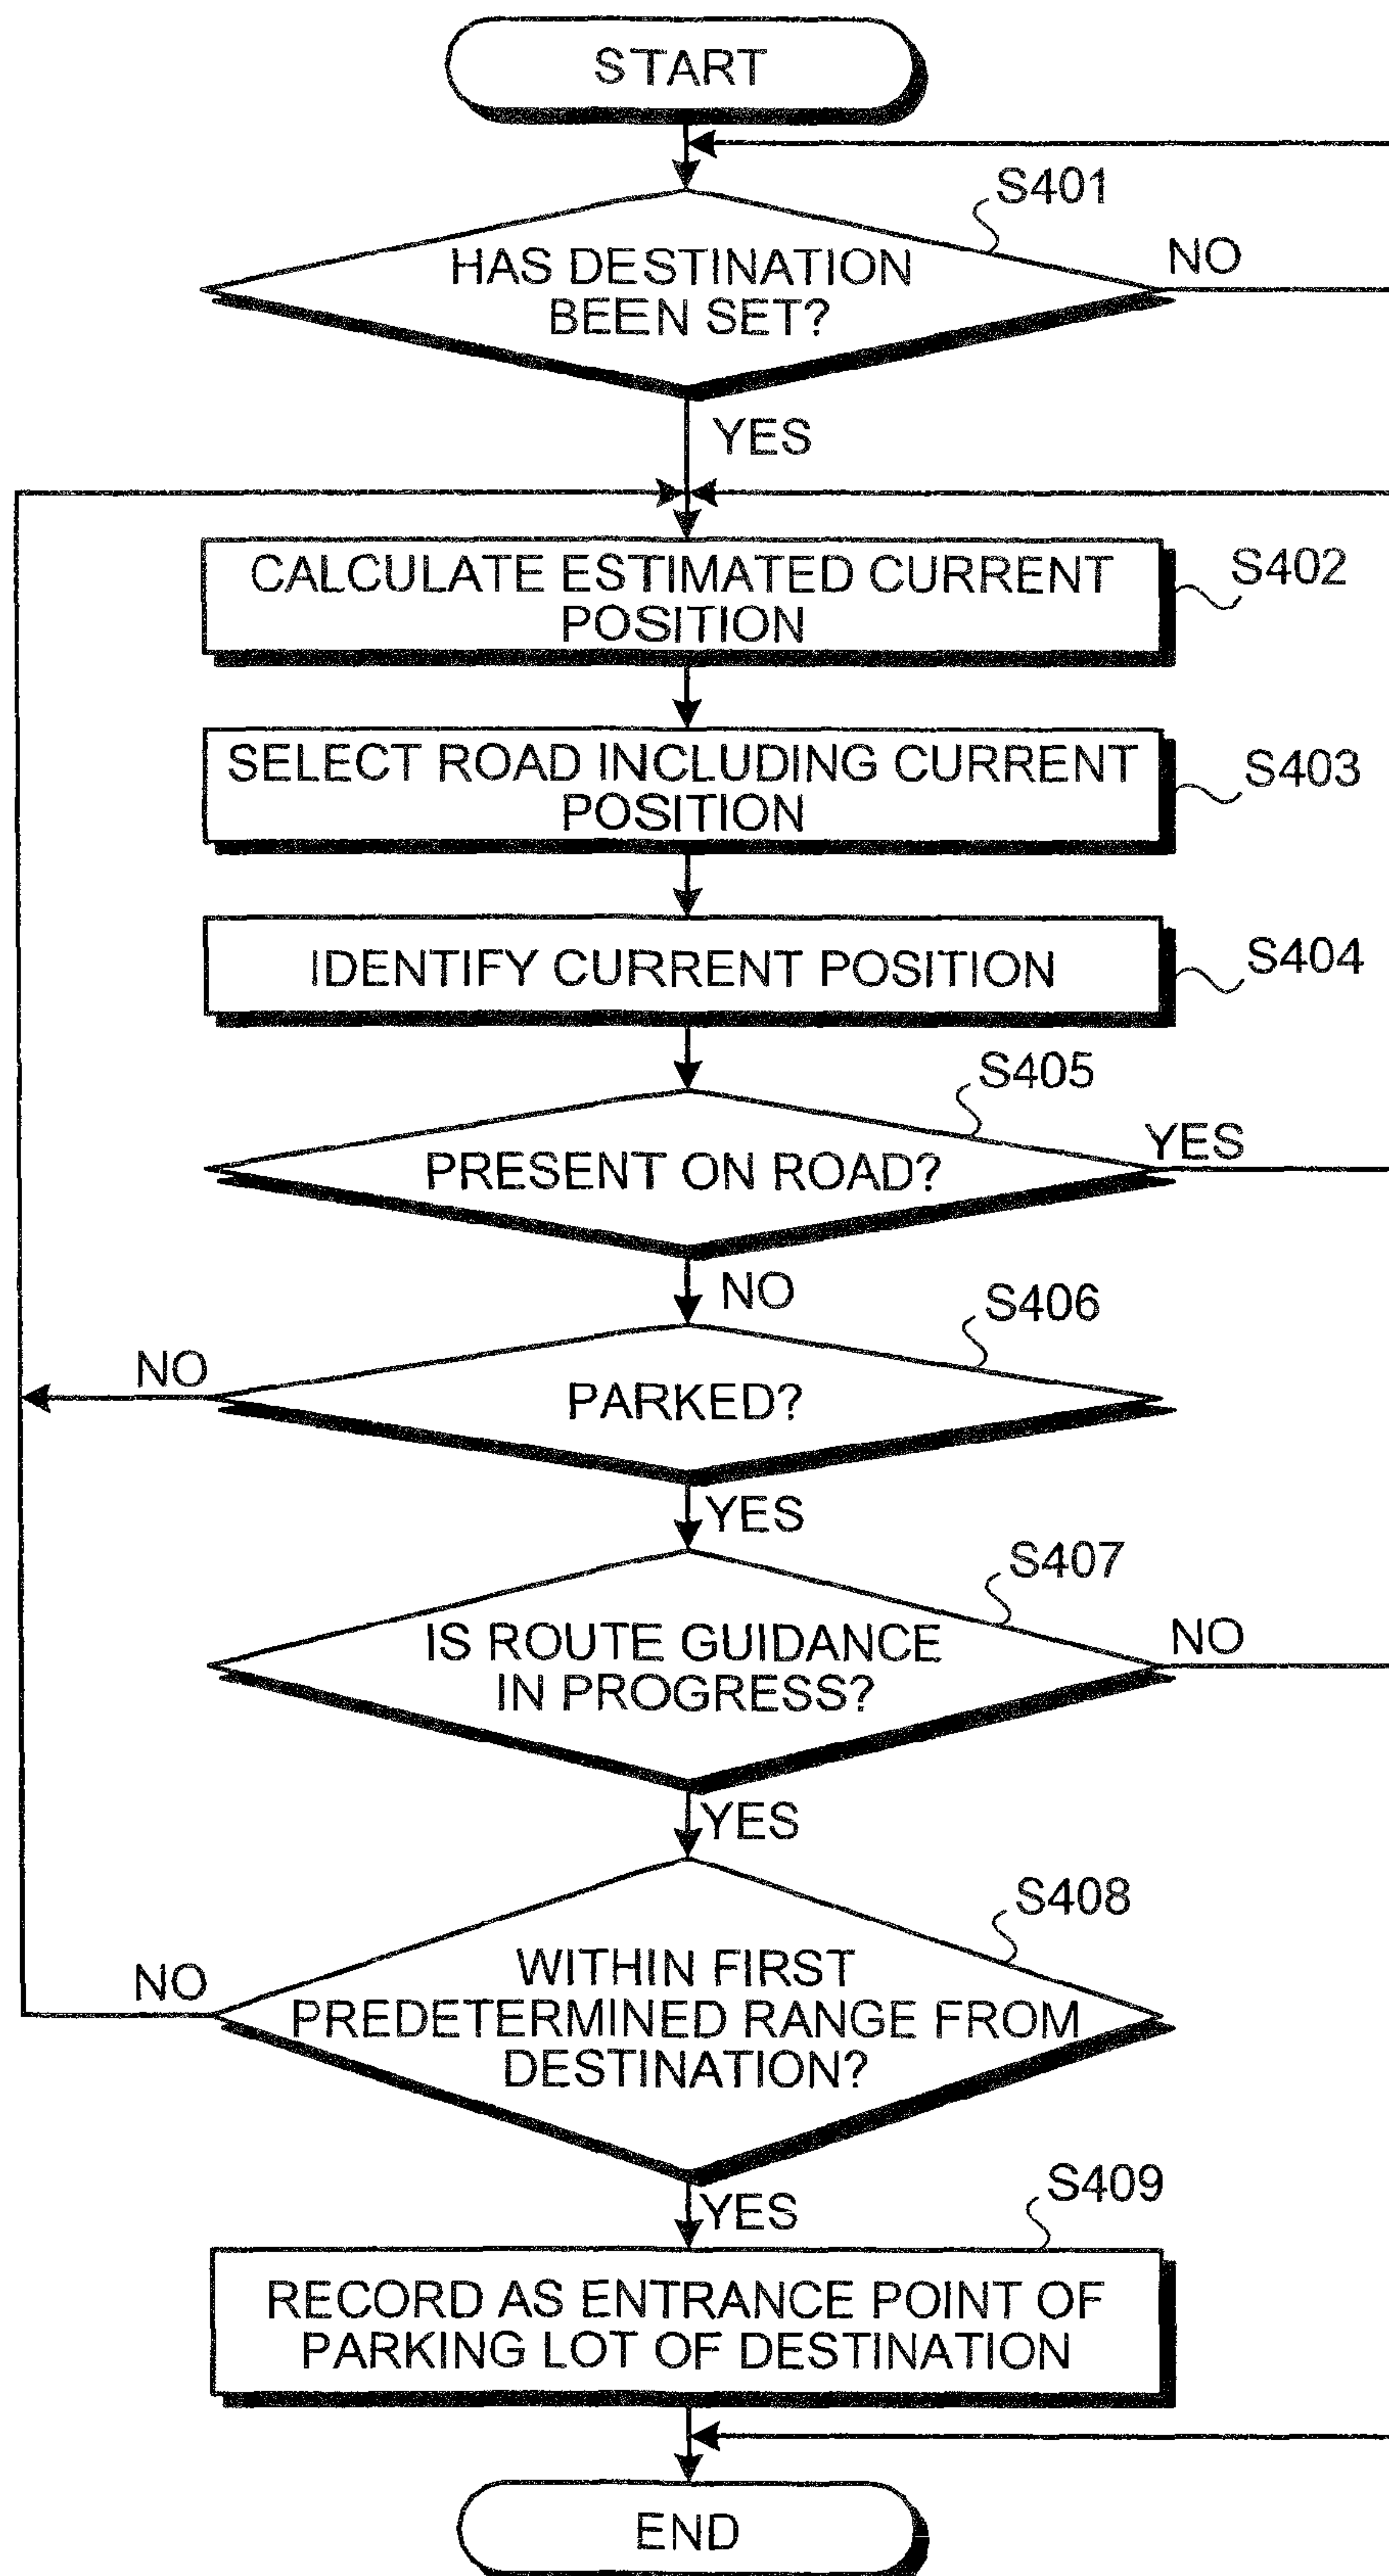 START
S401
HAS DESTINATION
BEEN SET?
NO
YES
CALCULATE ESTIMATED CURRENT
POSITION
S402
SELECT ROAD INCLUDING CURRENT
POSITION
S403
IDENTIFY CURRENT POSITION
S404
S405
PRESENT ON ROAD?
YES
NO
S406
PARKED?
NO
YES
S407
IS ROUTE GUIDANCE
IN PROGRESS?
NO
YES
S408
WITHIN FIRST
PREDETERMINED RANGE FROM
DESTINATION?
NO
YES
S409
RECORD AS ENTRANCE POINT OF
PARKING LOT OF DESTINATION
END